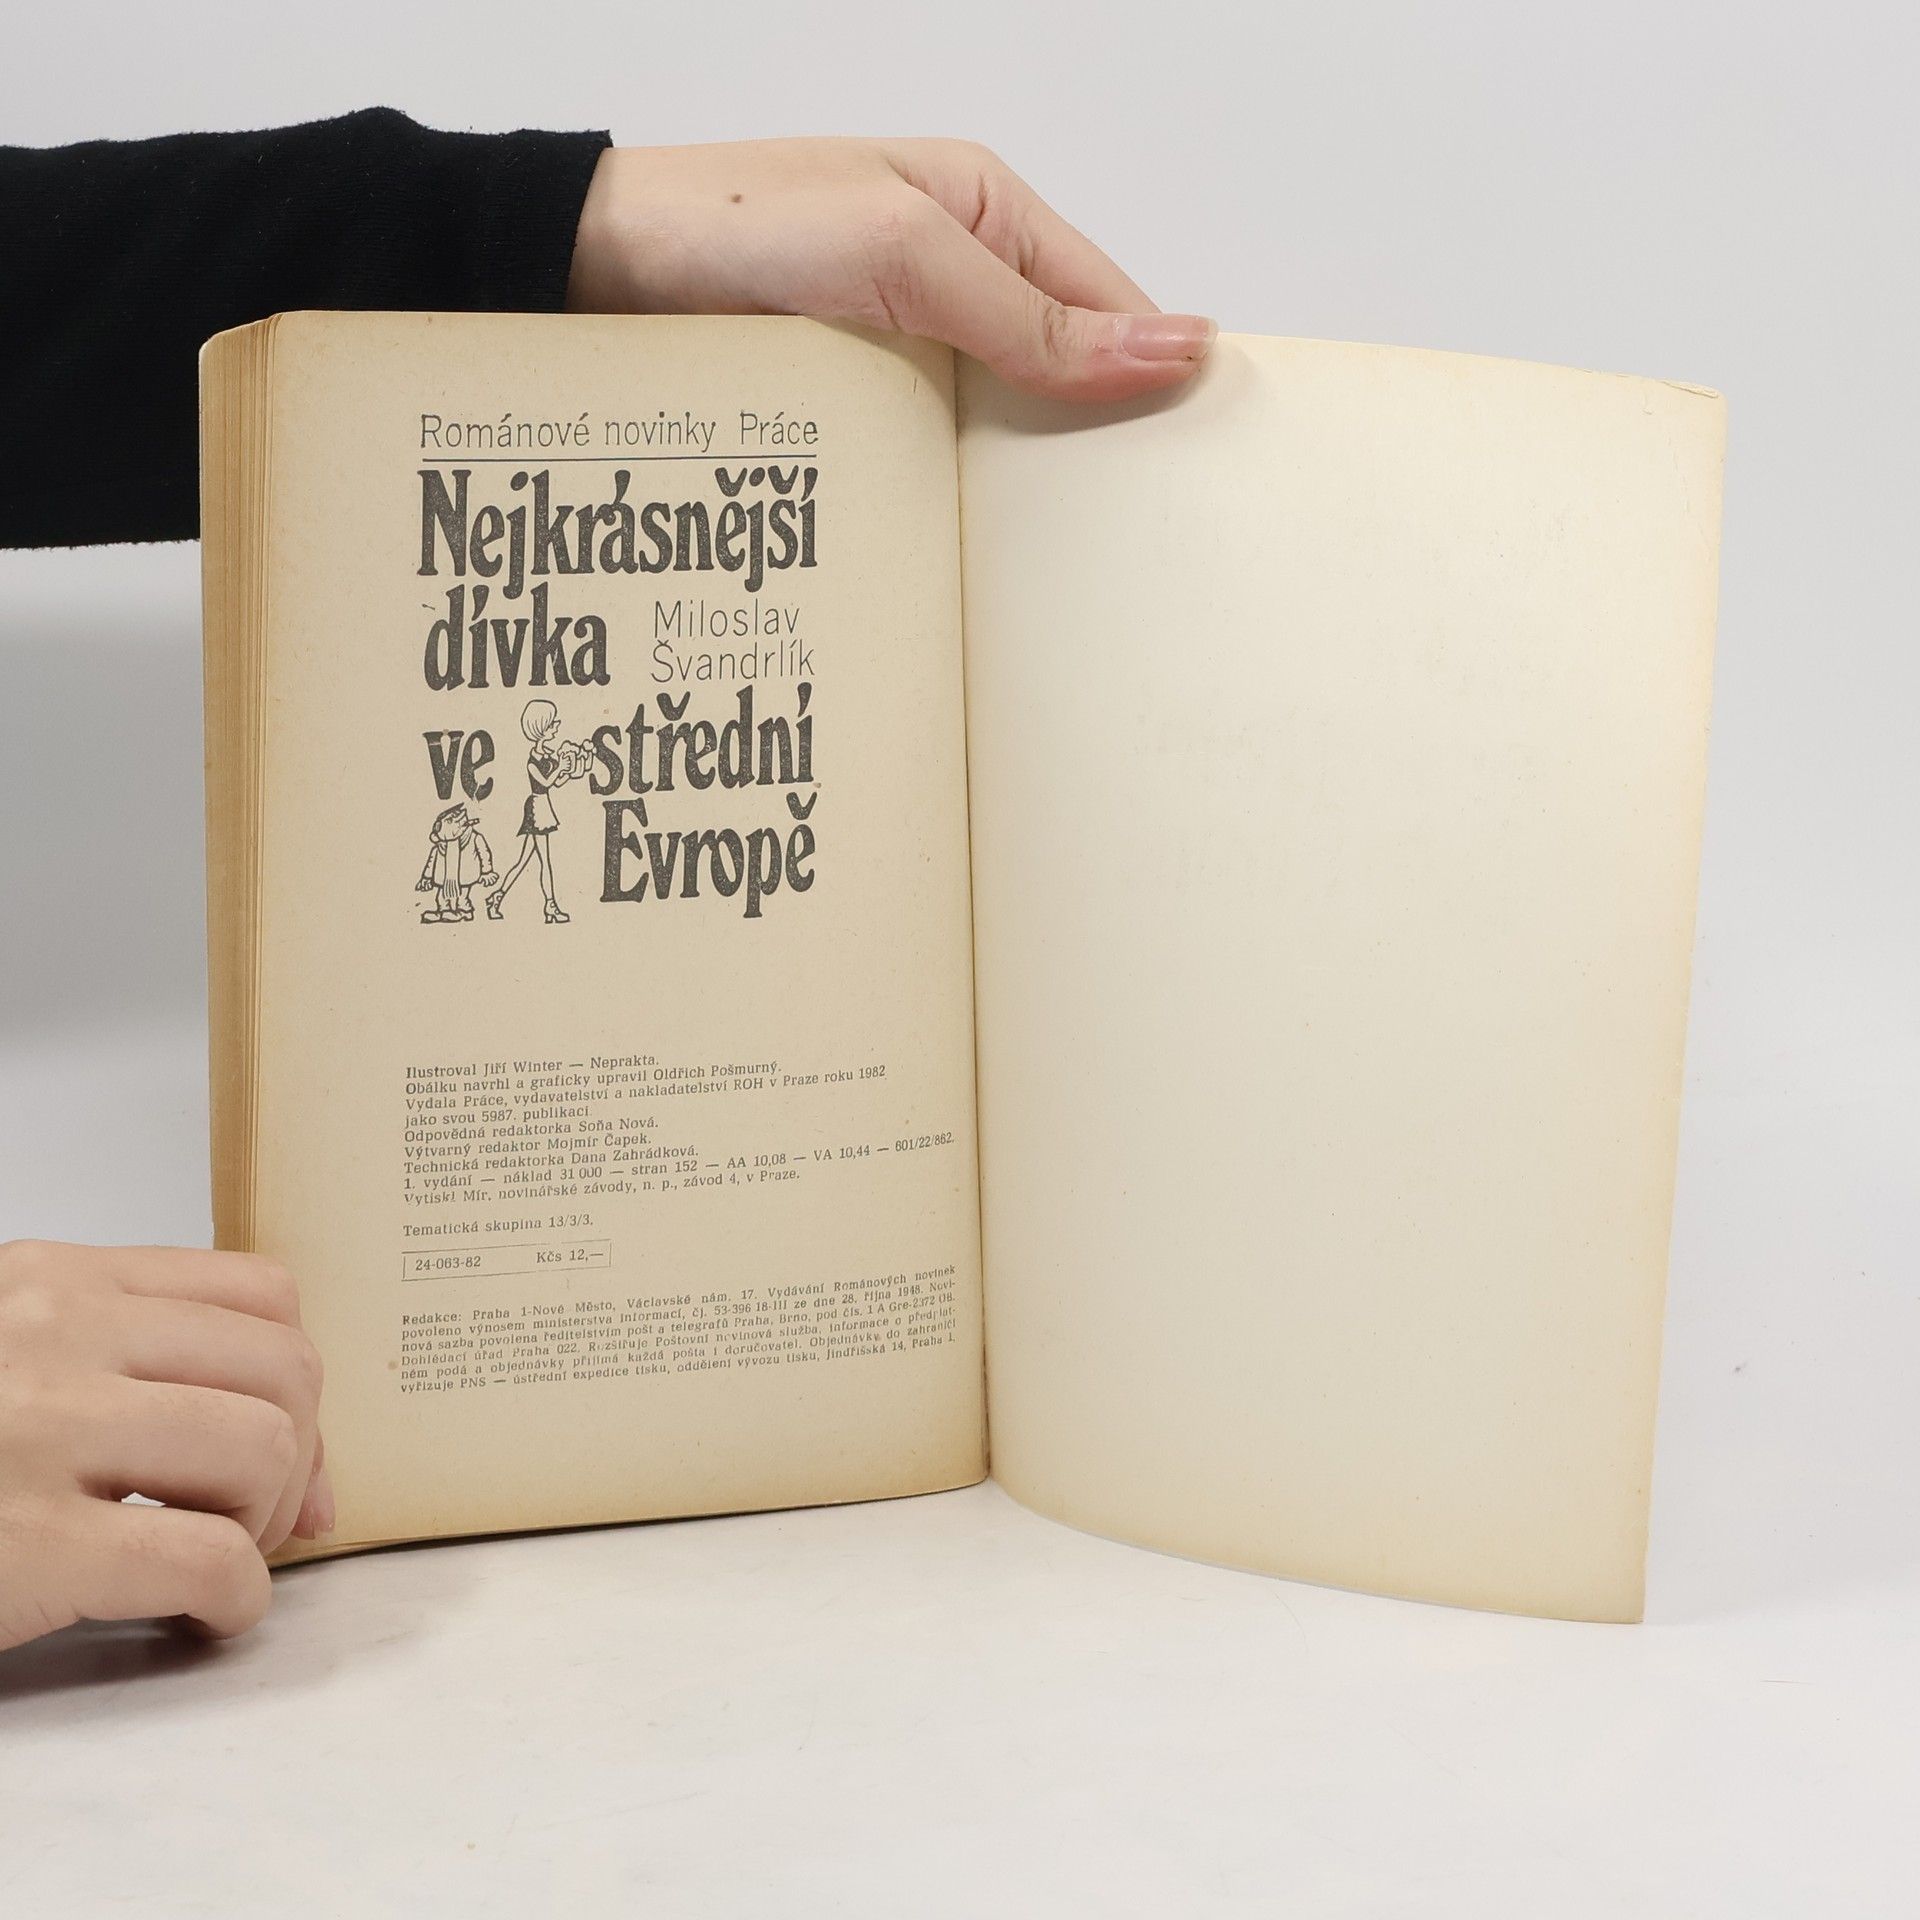 Románové novinky Práce
Nejkrásnější
dívka
Miloslav
Švandrlík
ve střední
Evropě
Ilustroval Jiří Winter — Neprakta.
Obálku navrhl a graficky upravil Oldřich Pošmurný.
Vydala Práce, vydavatelství a nakladatelství ROH v Praze roku 1982
jako svou 5987. publikaci.
Odpovědná redaktorka Soňa Nová.
Výtvarný redaktor Mojmír Čapek.
Technická redaktorka Dana Zahrádková.
1. vydání — náklad 31 000 — stran 152 — AA 10,08 — VA 10,44 — 601/22/862.
Vytiskl Mír, novinářské závody, n. p., závod 4, v Praze.
Tematická skupina 13/3/3.
24-063-82 Kčs 12,—
Redakce: Praha 1-Nové Město, Václavské nám. 17. Vydávání Románových novinek
povoleno výnosem ministerstva informací, čj. 53-396 18-III ze dne 28. října 1948. Novi-
nová sazba povolena ředitelstvím pošt a telegrafů Praha, Brno, pod čís. 1 A Gre-2372 OB.
Dohlédací úřad Praha 022. Rozšiřuje Poštovní novinová služba, informace o předplat-
ném podá a objednávky přijímá každá pošta i doručovatel. Objednávky do zahraničí
vyřizuje PNS — ústřední expedice tisku, oddělení vývozu tisku, Jindřišská 14, Praha 1.